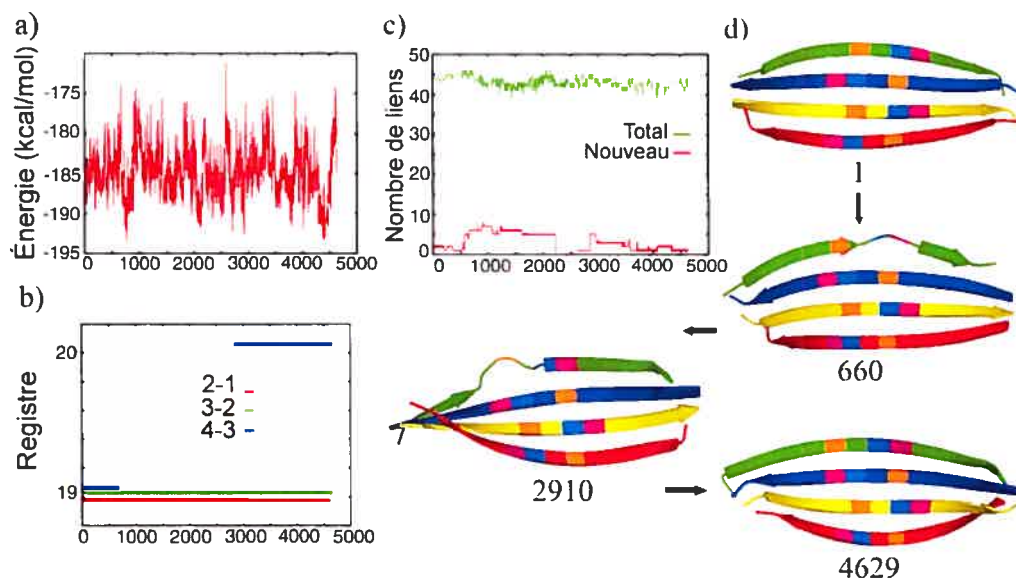 a)
Énergie (kcal/mol)
-175
-180
-185
-190
-195
0 1000 2000 3000 4000 5000
b)
Registre
20
19
2-1
3-2
4-3
0 1000 2000 3000 4000 5000
c)
Nombre de liens
50
40
30
20
10
0
Total
Nouveau
0 1000 2000 3000 4000 5000
d)
1
660
2910
4629